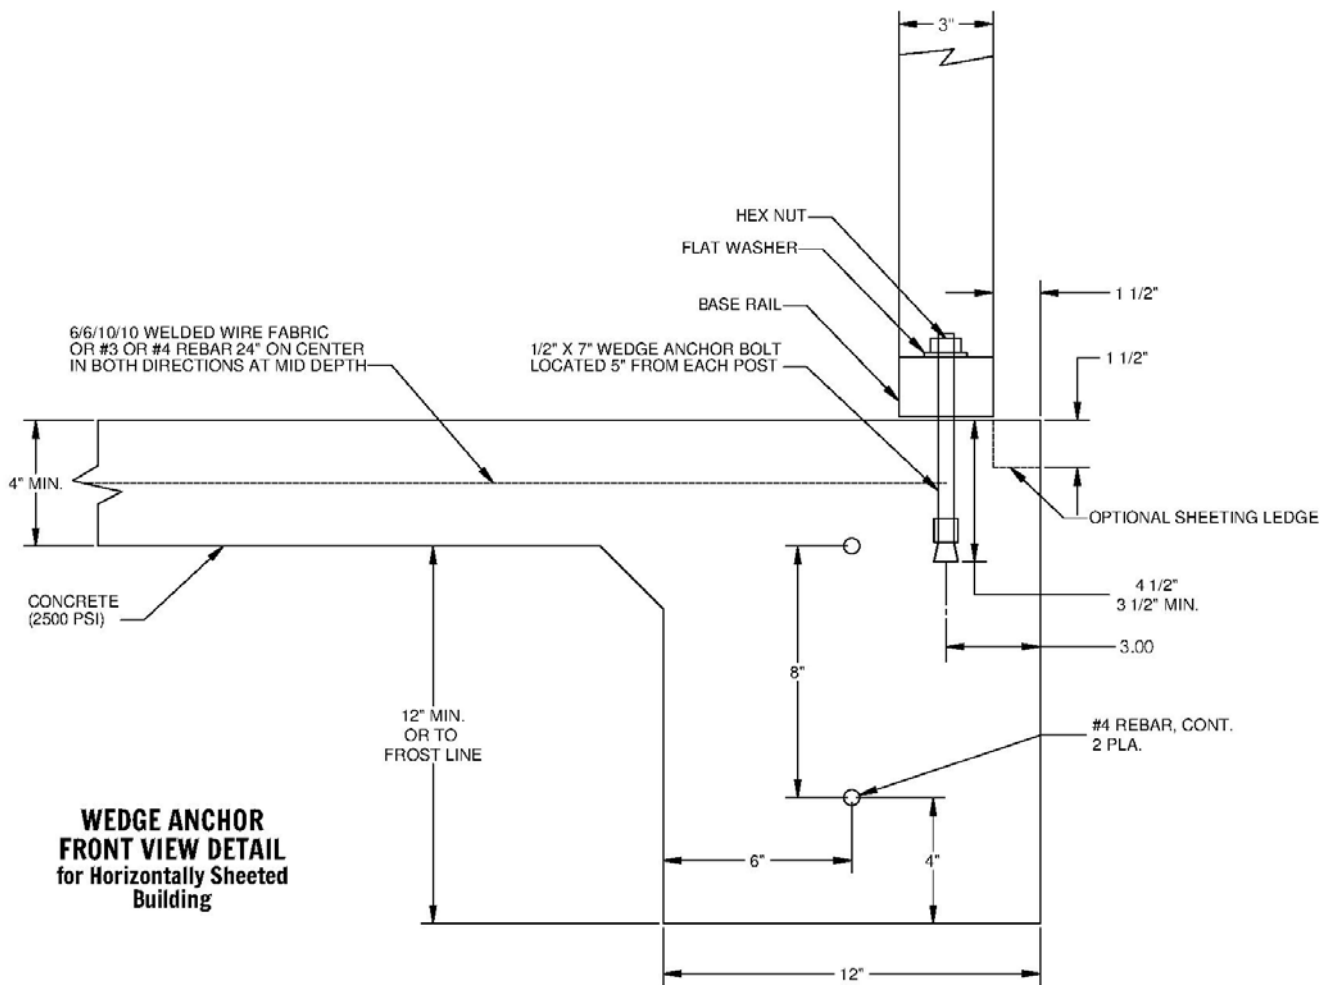 3"
HEX NUT
FLAT WASHER
BASE RAIL
1 1/2"
6/6/10/10 WELDED WIRE FABRIC
OR #3 OR #4 REBAR 24" ON CENTER
IN BOTH DIRECTIONS AT MID DEPTH
1/2" X 7" WEDGE ANCHOR BOLT
LOCATED 5" FROM EACH POST
1 1/2"
4" MIN.
OPTIONAL SHEETING LEDGE
CONCRETE
(2500 PSI)
4 1/2"
3 1/2" MIN.
3.00
8"
12" MIN.
OR TO
FROST LINE
#4 REBAR, CONT.
2 PLA.
WEDGE ANCHOR
FRONT VIEW DETAIL
for Horizontally Sheeted
Building
6"
4"
12"